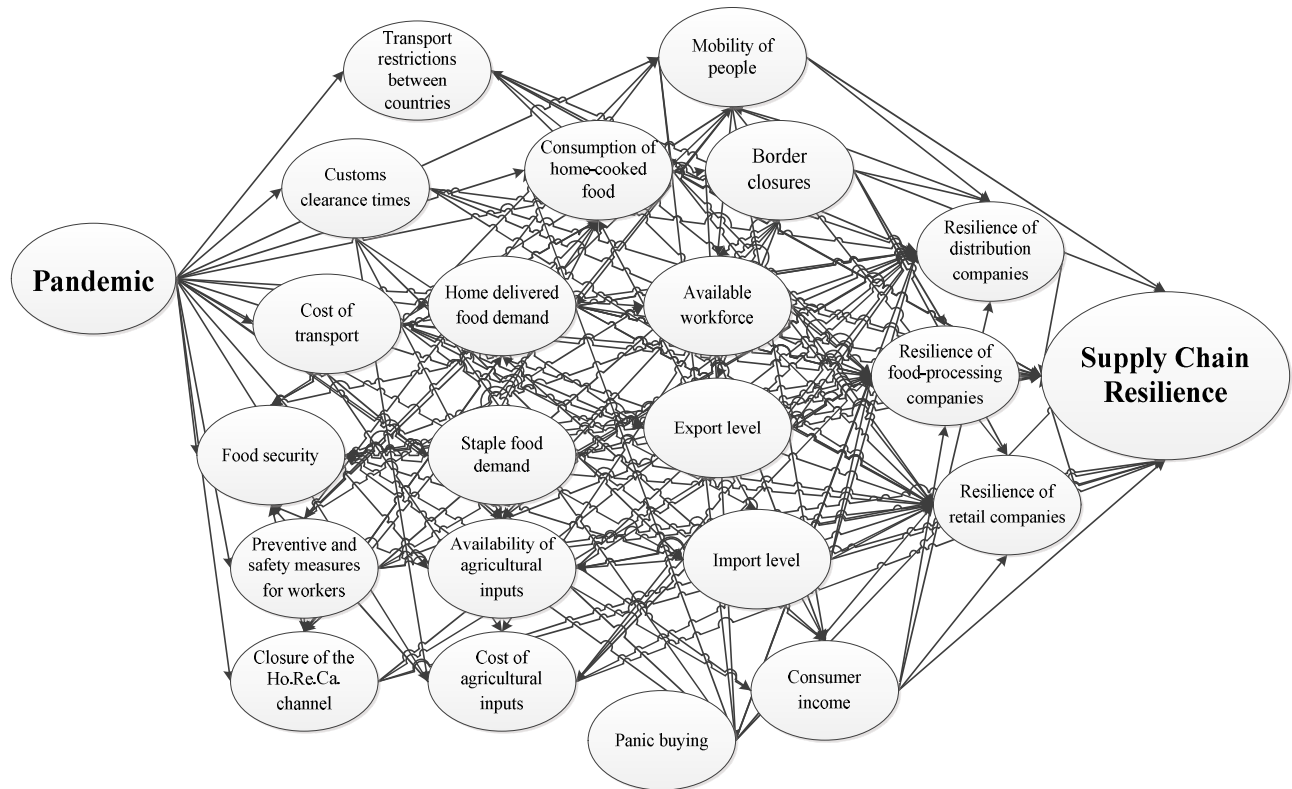 Transport
restrictions
between
countries
Mobility of
people
Consumption of
home-cooked
food
Border
closures
Customs
clearance times
Resilience of
distribution
companies
Pandemic
Home delivered
food demand
Available
workforce
Cost of
transport
Resilience of
food-processing
companies
Supply Chain
Resilience
Food security
Staple food
demand
Export level
Resilience of
retail companies
Preventive and
safety measures
for workers
Availability of
agricultural
inputs
Import level
Closure of the
Ho.Re.Ca.
channel
Cost of
agricultural
inputs
Consumer
income
Panic buying